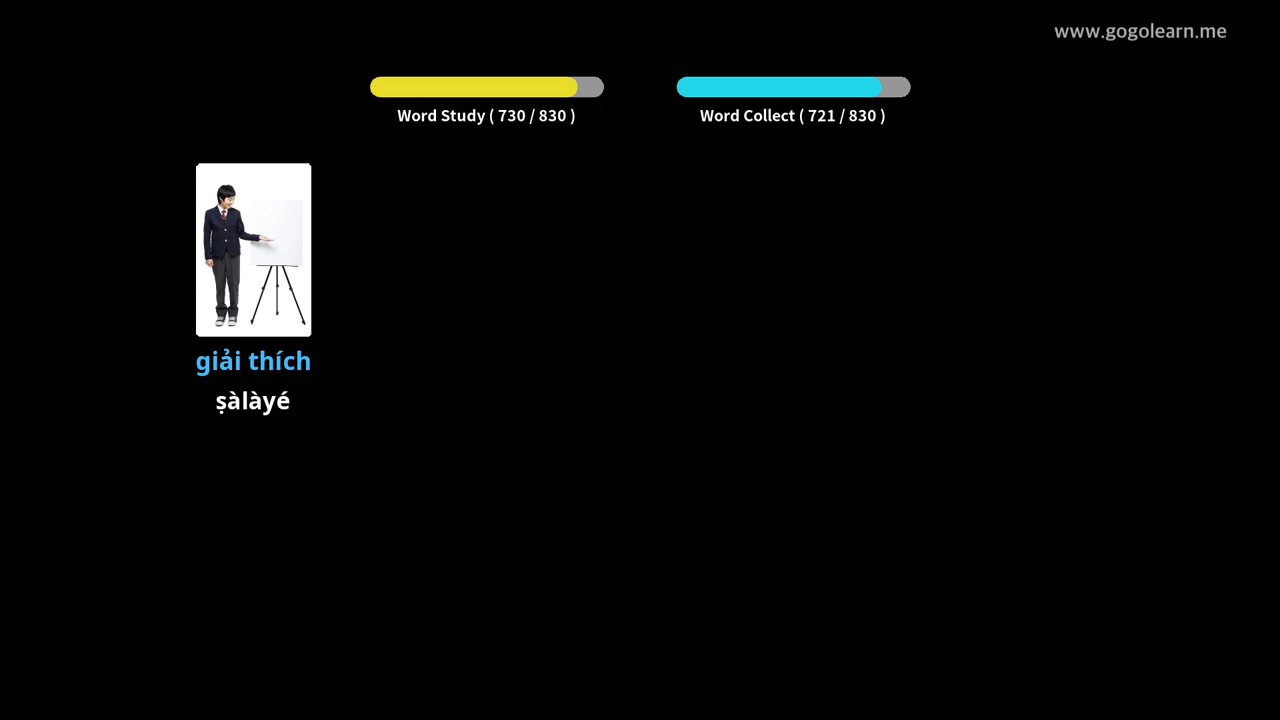 www.gogolearn.me
Word Study ( 730 / 830 )
Word Collect ( 721 / 830 )
giải thích
ṣàlàyé